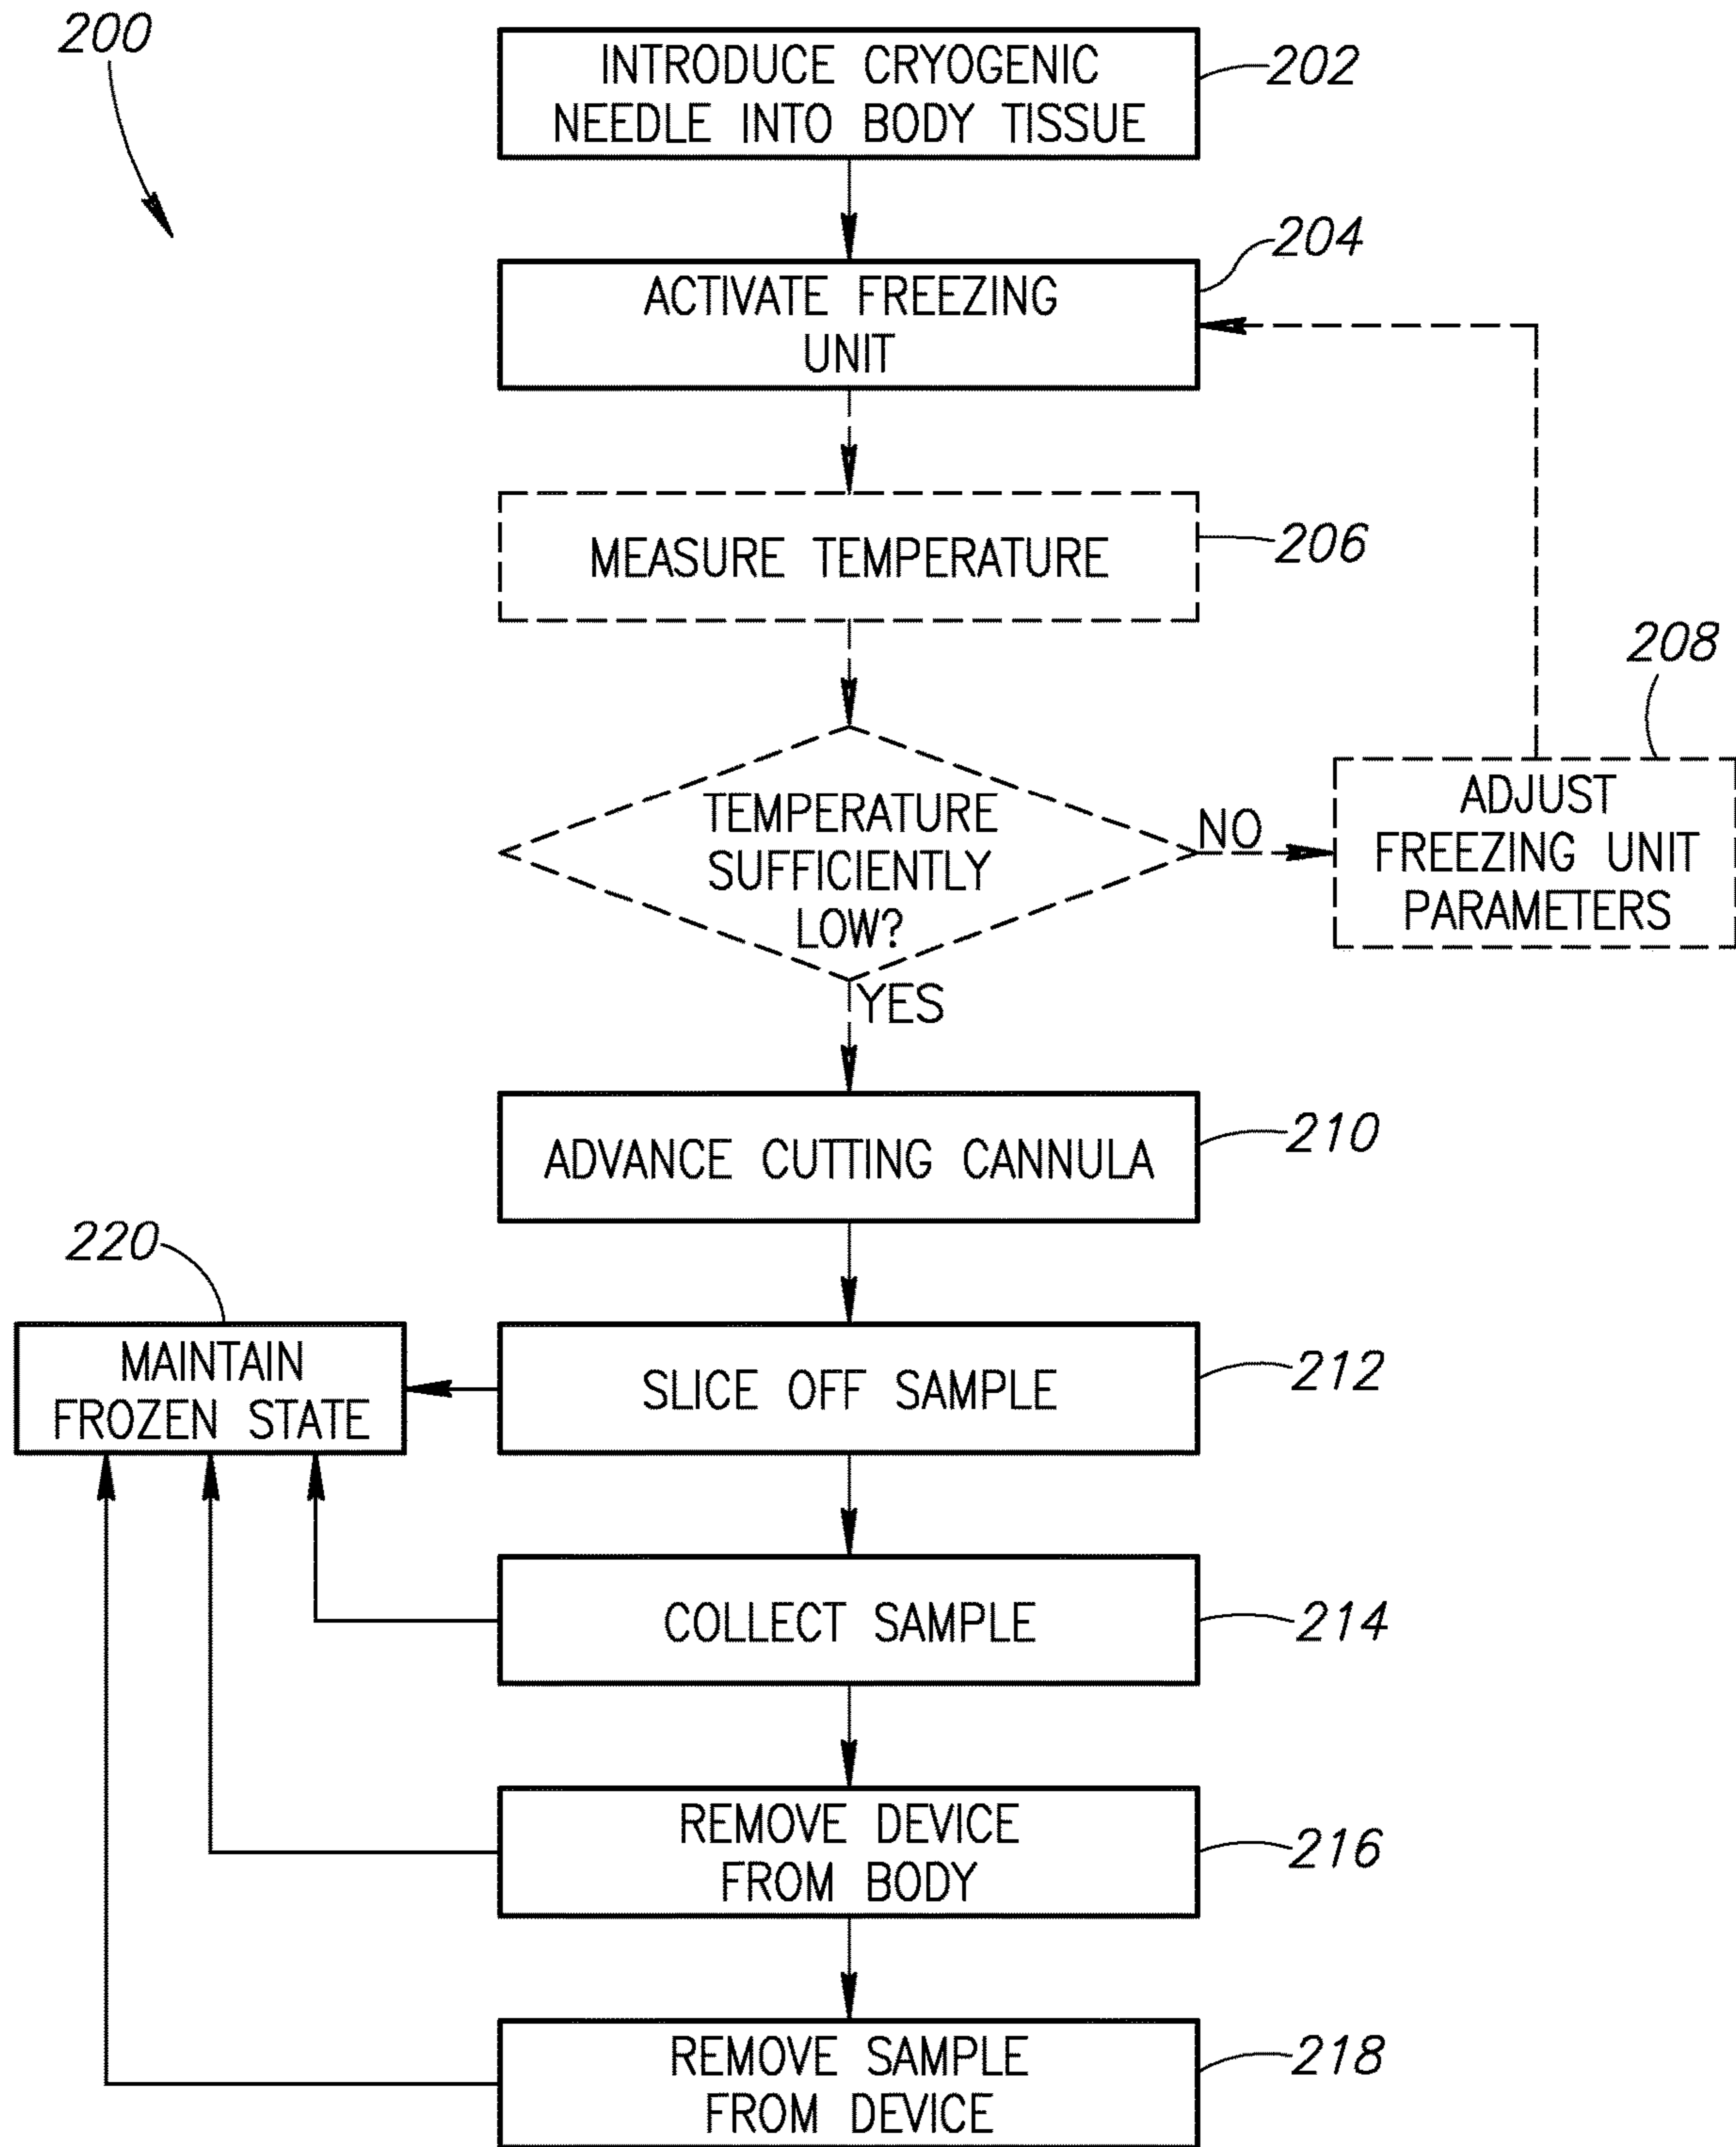 200
INTRODUCE CRYOGENIC
NEEDLE INTO BODY TISSUE
202
ACTIVATE FREEZING
UNIT
204
MEASURE TEMPERATURE
206
TEMPERATURE
SUFFICIENTLY
LOW?
NO
208
ADJUST
FREEZING UNIT
PARAMETERS
YES
ADVANCE CUTTING CANNULA
210
220
MAINTAIN
FROZEN STATE
SLICE OFF SAMPLE
212
COLLECT SAMPLE
214
REMOVE DEVICE
FROM BODY
216
REMOVE SAMPLE
FROM DEVICE
218